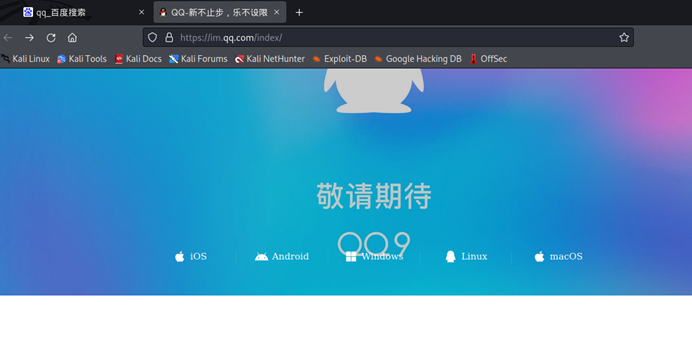 qq_百度搜索
QQ-新不止步，乐不设限
https://im.qq.com/index/
Kali Linux Kali Tools Kali Docs Kali Forums Kali NetHunter Exploit-DB Google Hacking DB OffSec
敬请期待
QQ9
iOS Android Windows Linux macOS